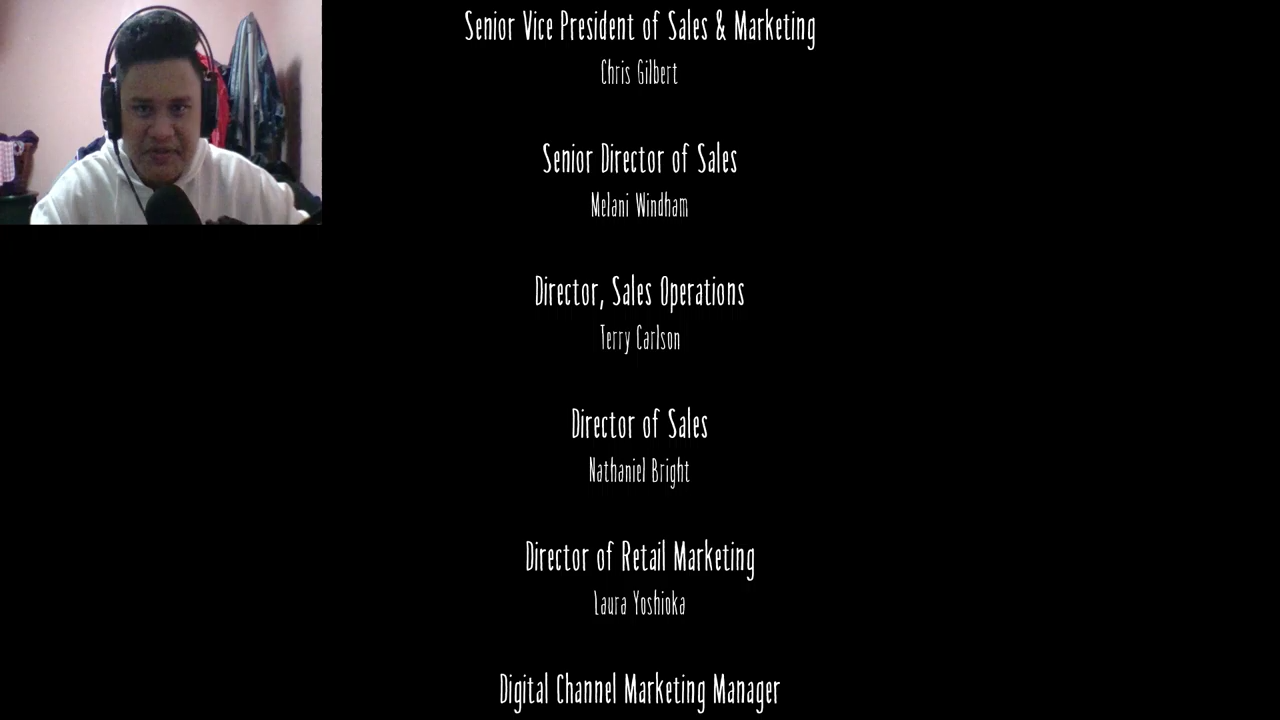 Senior Vice President of Sales & Marketing
Chris Gilbert
Senior Director of Sales
Melani Windham
Director, Sales Operations
Terry Carlson
Director of Sales
Nathaniel Bright
Director of Retail Marketing
Laura Yoshioka
Digital Channel Marketing Manager